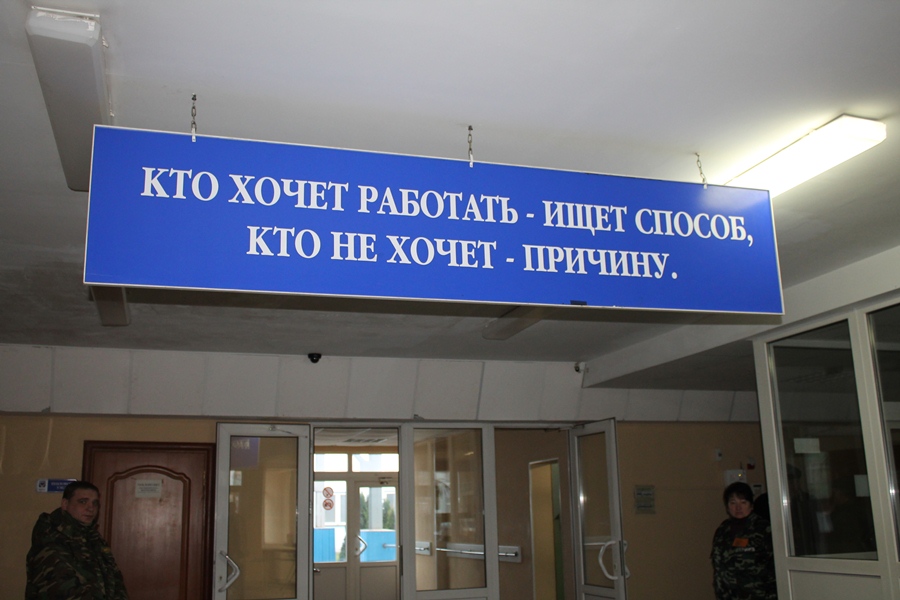 КТО ХОЧЕТ РАБОТАТЬ - ИЩЕТ СПОСОБ,
КТО НЕ ХОЧЕТ - ПРИЧИНУ.